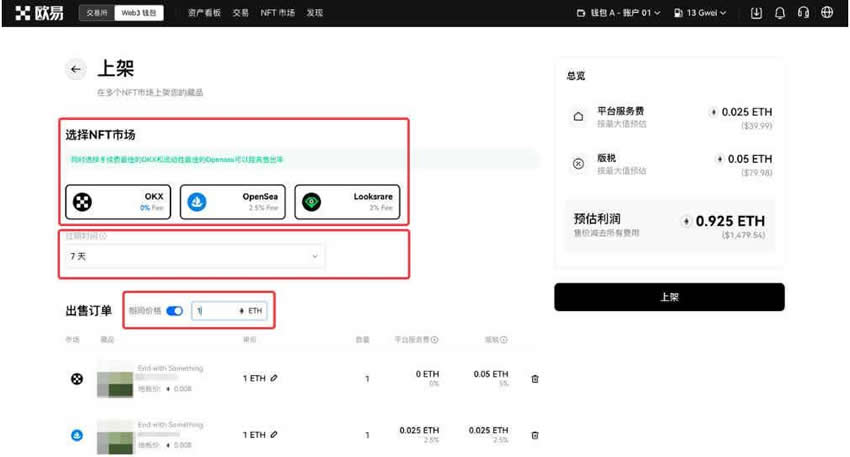 欧易 交易所 Web3 钱包 资产看板 交易 NFT 市场 发现 钱包 A - 账户 01 13 Gwei
上架
在多个NFT市场上架您的藏品
选择NFT市场
同时选择手续费最佳的OKX和流动性最佳的Opensea可以提高售出率
OKX
0% Fee
OpenSea
2.5% Fee
Looksrare
2% Fee
过期时间
7 天
出售订单 相同价格 1 ETH
市场 藏品 单价 数量 平台服务费 版税
End with Something
地板价: 0.008
1 ETH 1 0 ETH 0.05 ETH
0% 5%
End with Something
地板价: 0.008
1 ETH 1 0.025 ETH 0.025 ETH
2.5% 2.5%
总览
平台服务费 0.025 ETH
按最大值预估 ($39.99)
版税 0.05 ETH
按最大值预估 ($79.98)
预估利润 0.925 ETH
售价减去所有费用 ($1,479.54)
上架